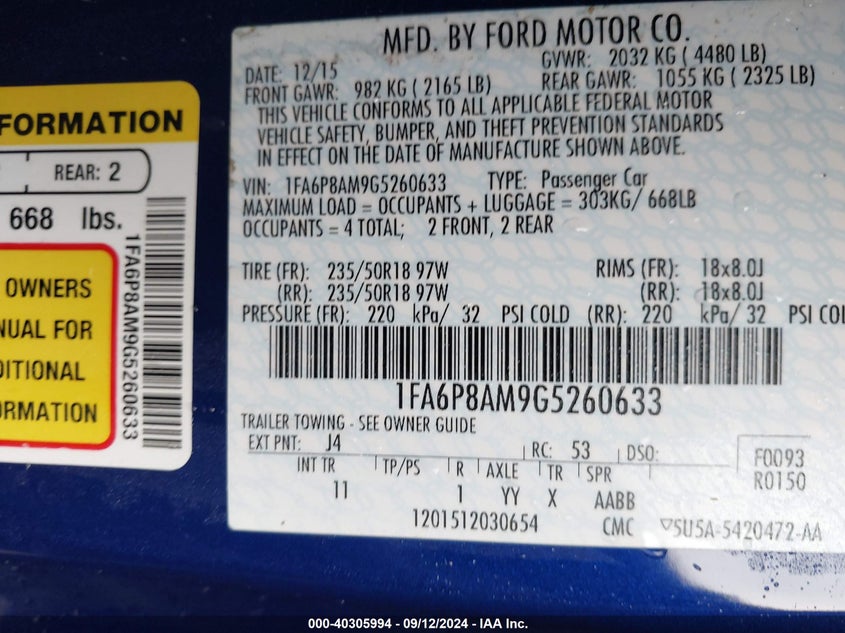 FORMATION
REAR: 2
668 lbs.
OWNERS
NUAL FOR
DITIONAL
ORMATION
1FA6P8AM9G5260633
MFD. BY FORD MOTOR CO.
DATE: 12/15 GVWR: 2032 KG ( 4480 LB)
FRONT GAWR: 982 KG ( 2165 LB) REAR GAWR: 1055 KG ( 2325 LB)
THIS VEHICLE CONFORMS TO ALL APPLICABLE FEDERAL MOTOR
VEHICLE SAFETY, BUMPER, AND THEFT PREVENTION STANDARDS
IN EFFECT ON THE DATE OF MANUFACTURE SHOWN ABOVE.
VIN: 1FA6P8AM9G5260633 TYPE: Passenger Car
MAXIMUM LOAD = OCCUPANTS + LUGGAGE = 303KG/ 668LB
OCCUPANTS = 4 TOTAL; 2 FRONT, 2 REAR
TIRE (FR): 235/50R18 97W RIMS (FR): 18x8.0J
(RR): 235/50R18 97W (RR): 18x8.0J
PRESSURE (FR): 220 kPa/ 32 PSI COLD (RR): 220 kPa/ 32 PSI COL
1FA6P8AM9G5260633
TRAILER TOWING - SEE OWNER GUIDE
EXT PNT: J4 RC: 53 DSO: F0093
INT TR TP/PS R AXLE TR SPR R0150
11 1 YY X AABB
1201512030654 CMC ▽5U5A-5420472-AA
000-40305994 - 09/12/2024 - IAA Inc.